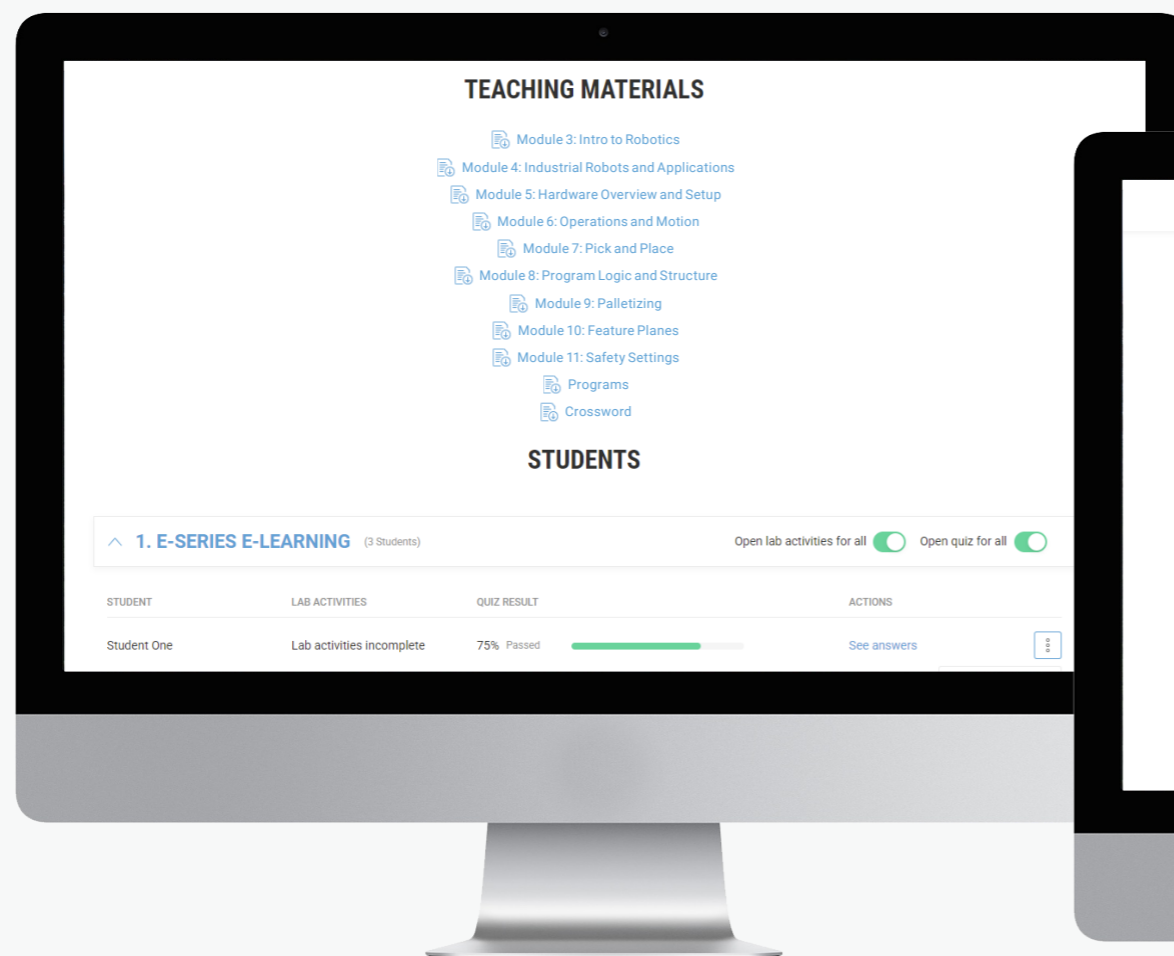 TEACHING MATERIALS
Module 3: Intro to Robotics
Module 4: Industrial Robots and Applications
Module 5: Hardware Overview and Setup
Module 6: Operations and Motion
Module 7: Pick and Place
Module 8: Program Logic and Structure
Module 9: Palletizing
Module 10: Feature Planes
Module 11: Safety Settings
Programs
Crossword
STUDENTS
1. E-SERIES E-LEARNING (3 Students) Open lab activities for all Open quiz for all
STUDENT LAB ACTIVITIES QUIZ RESULT ACTIONS
Student One Lab activities incomplete 75% Passed See answers